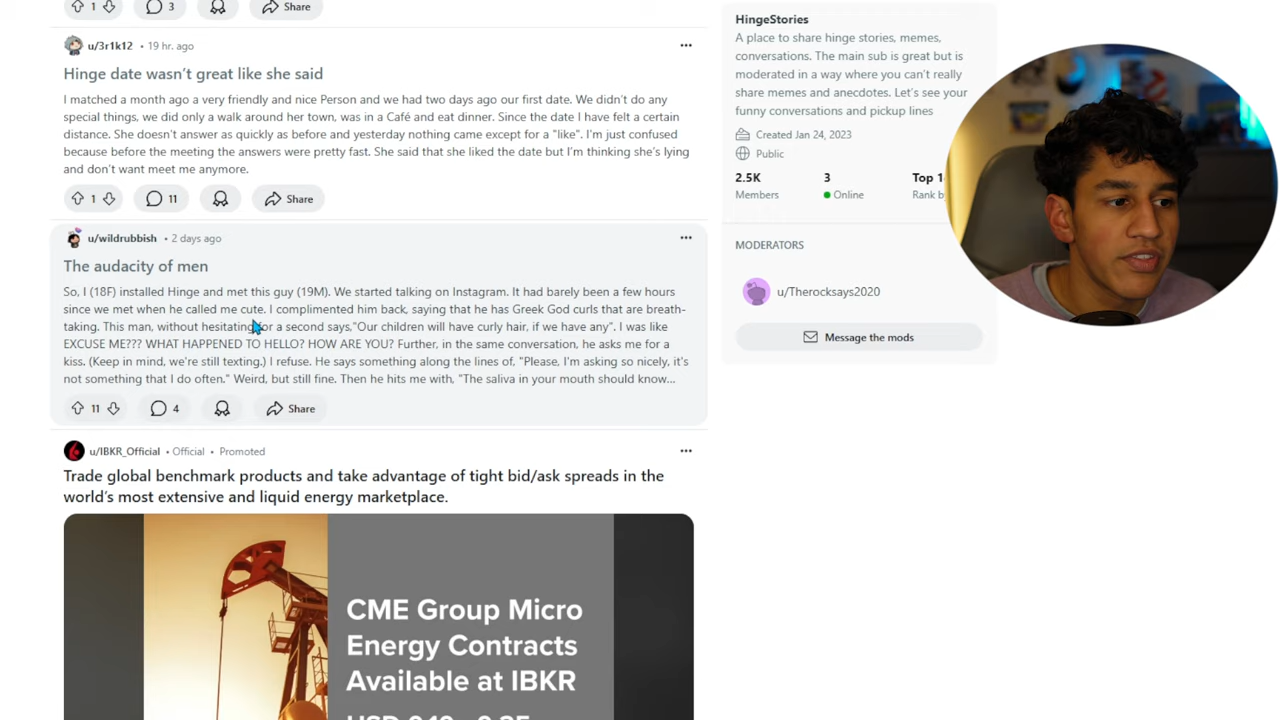 1 3 Share
u/3r1k12 • 19 hr. ago
Hinge date wasn't great like she said
I matched a month ago a very friendly and nice Person and we had two days ago our first date. We didn't do any
special things, we did only a walk around her town, was in a Café and eat dinner. Since the date I have felt a certain
distance. She doesn't answer as quickly as before and yesterday nothing came except for a "like". I'm just confused
because before the meeting the answers were pretty fast. She said that she liked the date but I'm thinking she's lying
and don't want meet me anymore.
1 11 Share
u/wildrubbish • 2 days ago
The audacity of men
So, I (18F) installed Hinge and met this guy (19M). We started talking on Instagram. It had barely been a few hours
since we met when he called me cute. I complimented him back, saying that he has Greek God curls that are breath-
taking. This man, without hesitating for a second says,"Our children will have curly hair, if we have any". I was like
EXCUSE ME??? WHAT HAPPENED TO HELLO? HOW ARE YOU? Further, in the same conversation, he asks me for a
kiss. (Keep in mind, we're still texting.) I refuse. He says something along the lines of, "Please, I'm asking so nicely, it's
not something that I do often." Weird, but still fine. Then he hits me with, "The saliva in your mouth should know...
11 4 Share
u/IBKR_Official • Official • Promoted
Trade global benchmark products and take advantage of tight bid/ask spreads in the
world's most extensive and liquid energy marketplace.
CME Group Micro
Energy Contracts
Available at IBKR
HingeStories
A place to share hinge stories, memes,
conversations. The main sub is great but is
moderated in a way where you can't really
share memes and anecdotes. Let's see your
funny conversations and pickup lines
Created Jan 24, 2023
Public
2.5K 3 Top
Members Online Rank by
MODERATORS
u/Therocksays2020
Message the mods